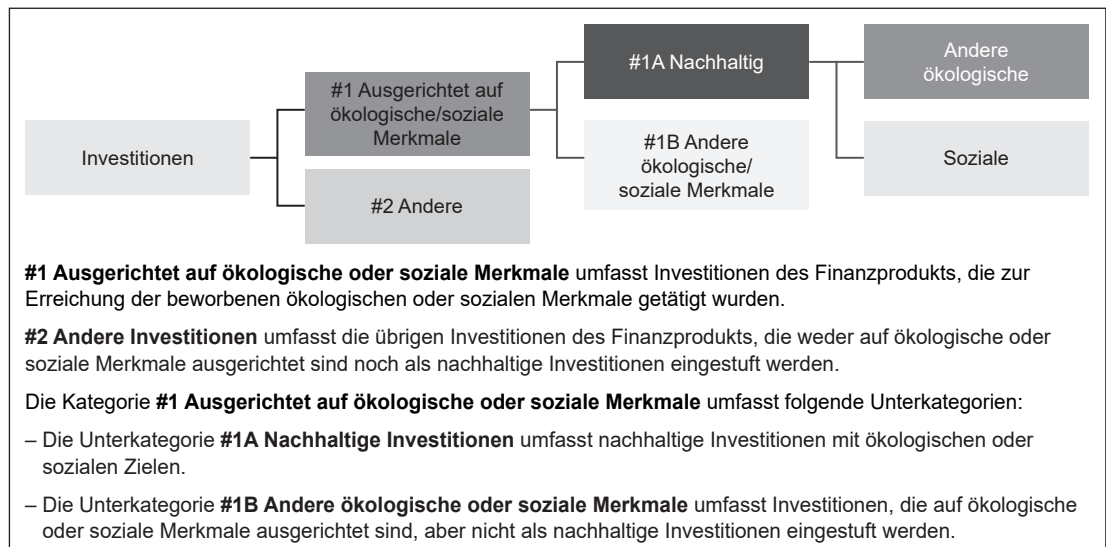 Investitionen
#1 Ausgerichtet auf
ökologische/soziale
Merkmale
#2 Andere
#1A Nachhaltig
#1B Andere
ökologische/
soziale Merkmale
Andere
ökologische
Soziale
#1 Ausgerichtet auf ökologische oder soziale Merkmale umfasst Investitionen des Finanzprodukts, die zur
Erreichung der beworbenen ökologischen oder sozialen Merkmale getätigt wurden.
#2 Andere Investitionen umfasst die übrigen Investitionen des Finanzprodukts, die weder auf ökologische oder
soziale Merkmale ausgerichtet sind noch als nachhaltige Investitionen eingestuft werden.
Die Kategorie #1 Ausgerichtet auf ökologische oder soziale Merkmale umfasst folgende Unterkategorien:
– Die Unterkategorie #1A Nachhaltige Investitionen umfasst nachhaltige Investitionen mit ökologischen oder
sozialen Zielen.
– Die Unterkategorie #1B Andere ökologische oder soziale Merkmale umfasst Investitionen, die auf ökologische
oder soziale Merkmale ausgerichtet sind, aber nicht als nachhaltige Investitionen eingestuft werden.